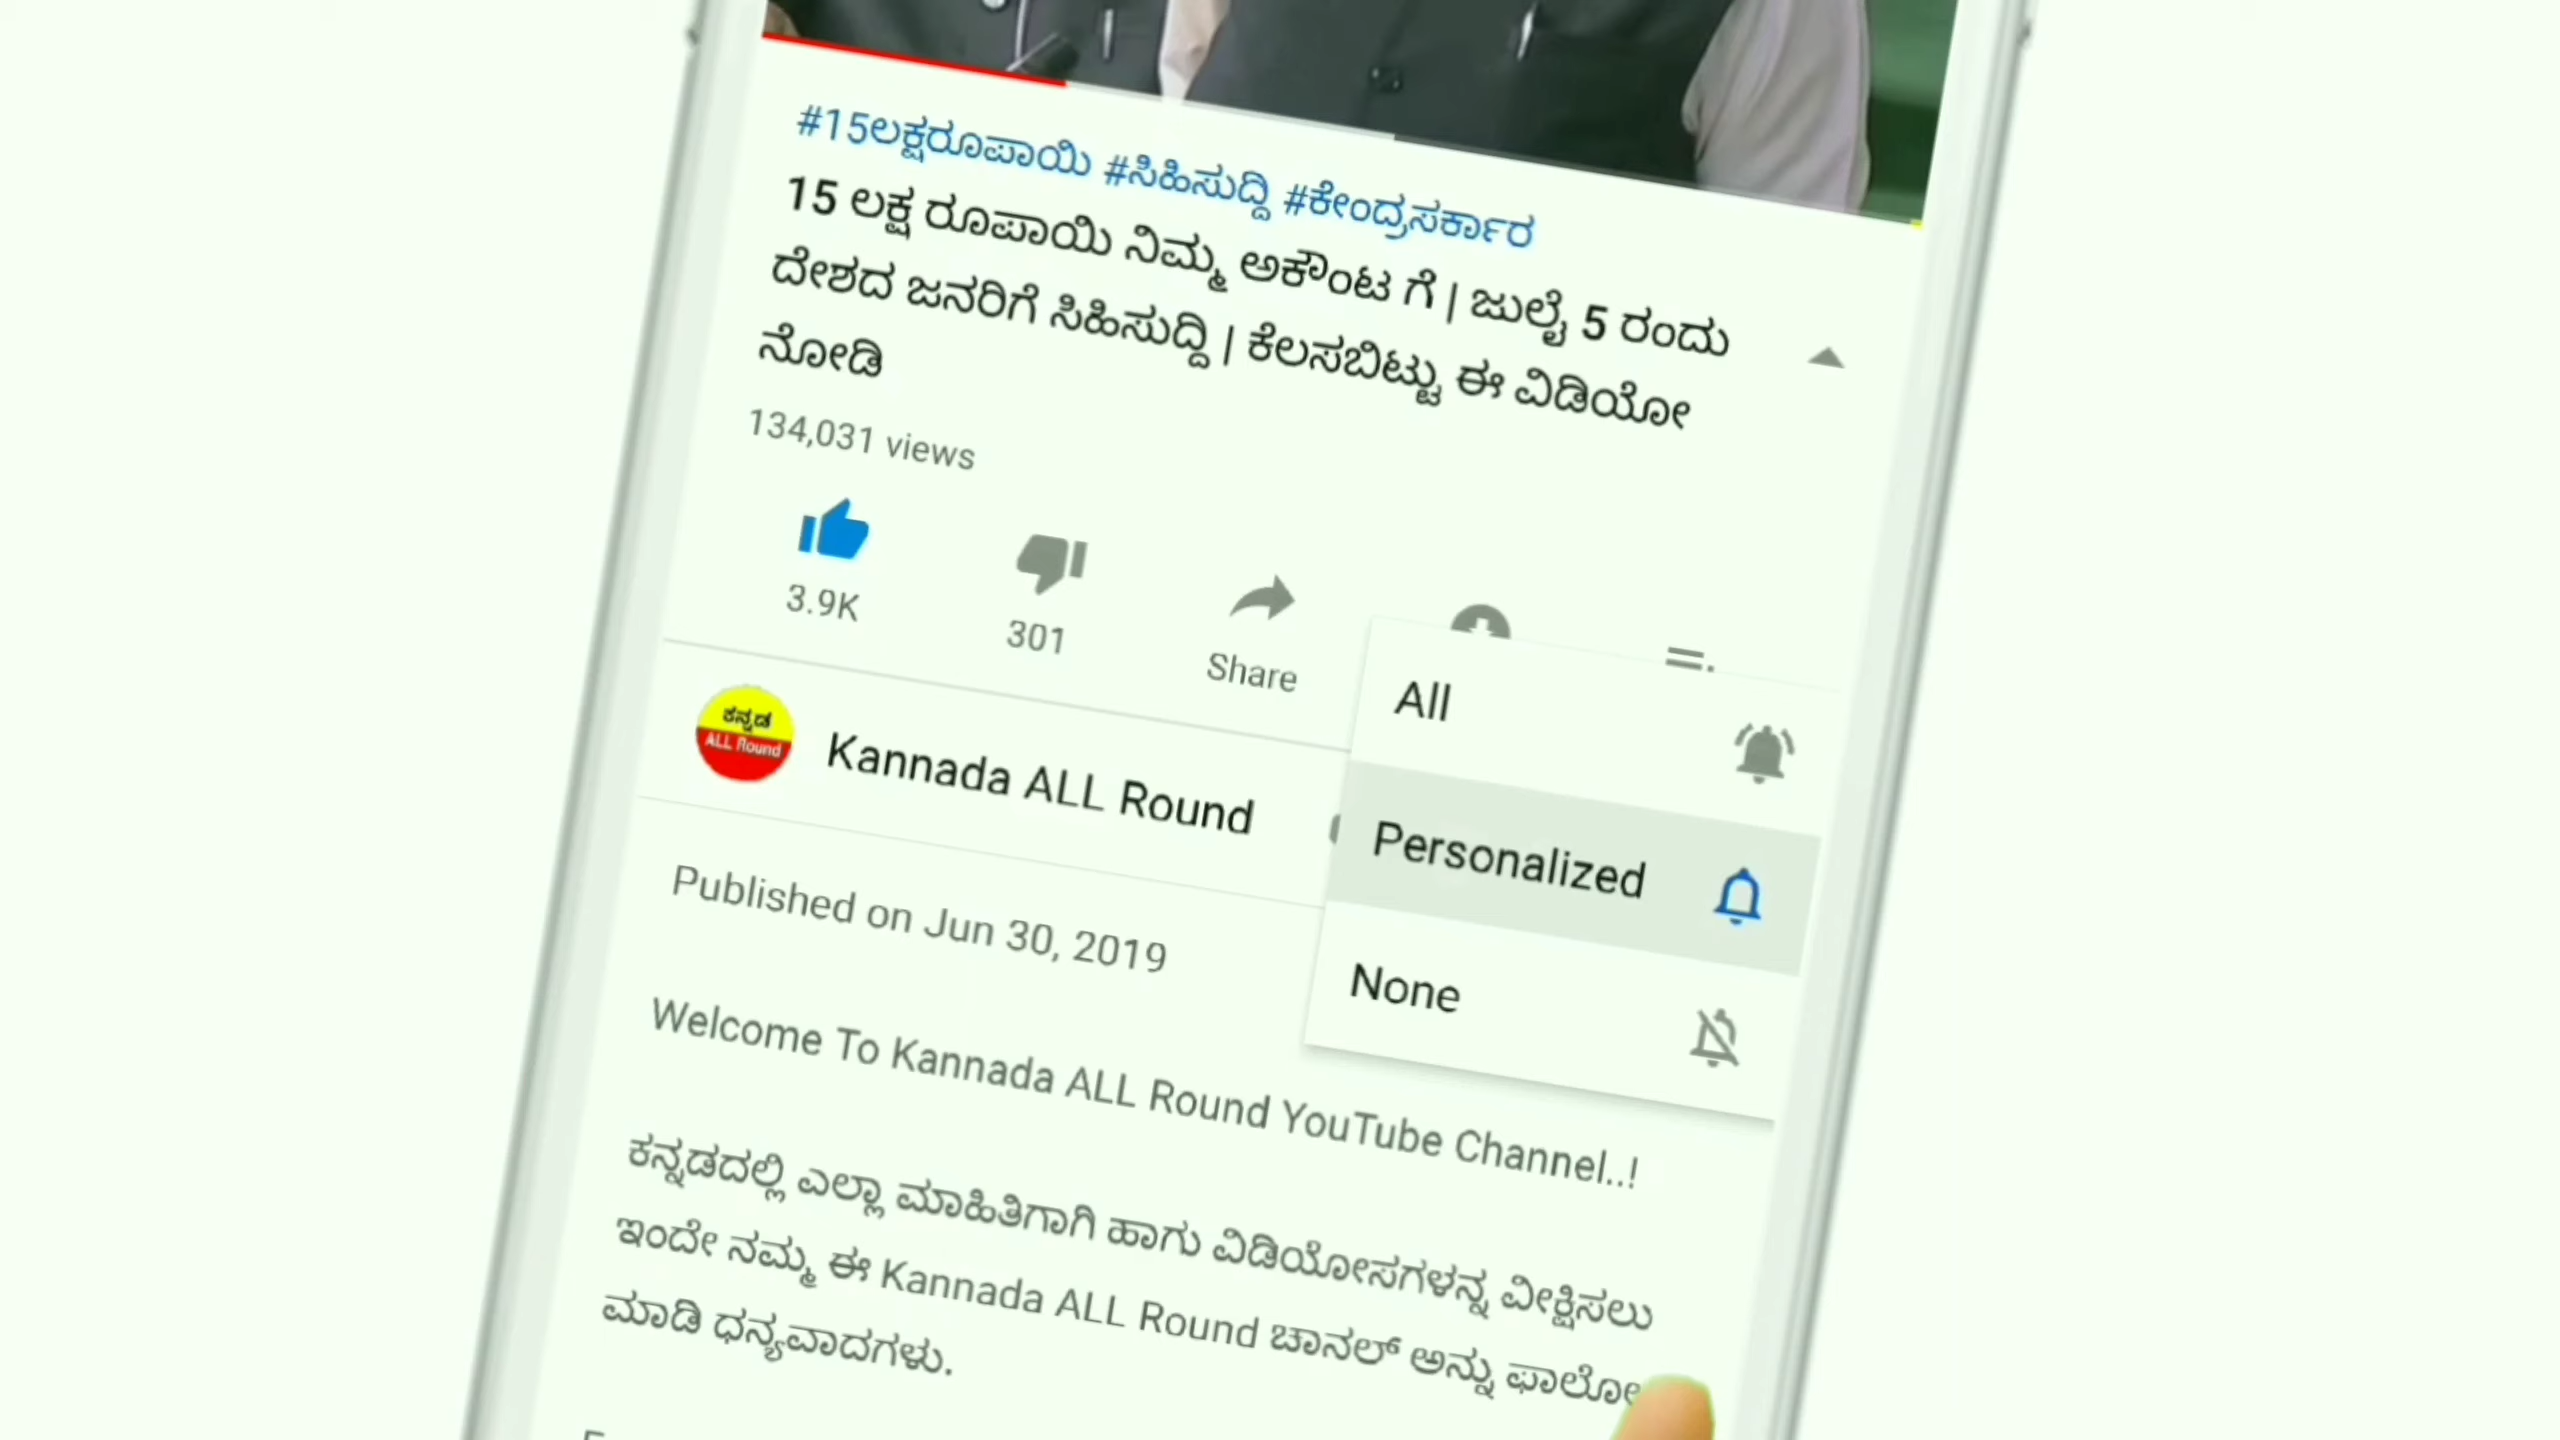 #15ಲಕ್ಷರೂಪಾಯಿ #ಸಿಹಿಸುದ್ದಿ #ಕೇಂದ್ರಸರ್ಕಾರ
15 ಲಕ್ಷ ರೂಪಾಯಿ ನಿಮ್ಮ ಅಕೌಂಟ ಗೆ | ಜುಲೈ 5 ರಂದು
ದೇಶದ ಜನರಿಗೆ ಸಿಹಿಸುದ್ದಿ | ಕೆಲಸಬಿಟ್ಟು ಈ ವಿಡಿಯೋ
ನೋಡಿ
134,031 views
3.9K
301
Share
All
ಕನ್ನಡ
ALL Round
Kannada ALL Round
Personalized
Published on Jun 30, 2019
None
Welcome To Kannada ALL Round YouTube Channel..!
ಕನ್ನಡದಲ್ಲಿ ಎಲ್ಲಾ ಮಾಹಿತಿಗಾಗಿ ಹಾಗು ವಿಡಿಯೋಸಗಳನ್ನ ವೀಕ್ಷಿಸಲು
ಇಂದೇ ನಮ್ಮ ಈ Kannada ALL Round ಚಾನಲ್ ಅನ್ನು ಫಾಲೋ
ಮಾಡಿ ಧನ್ಯವಾದಗಳು.